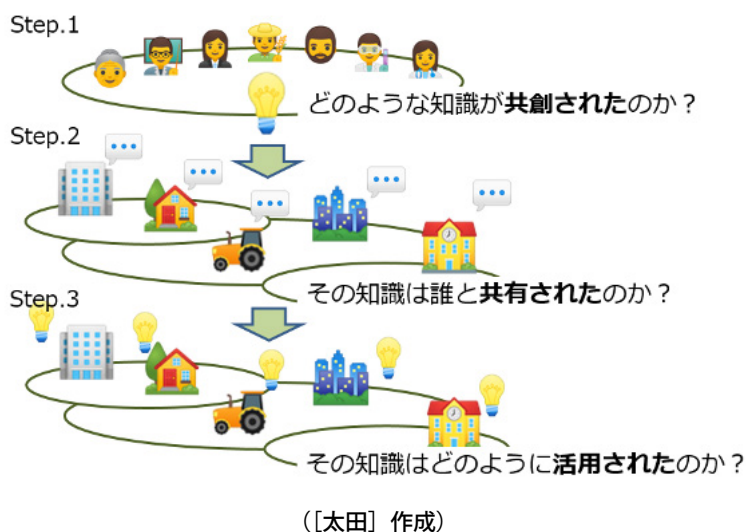 Step.1
どのような知識が共創されたのか？
Step.2
その知識は誰と共有されたのか？
Step.3
その知識はどのように活用されたのか？
（［太田］作成）